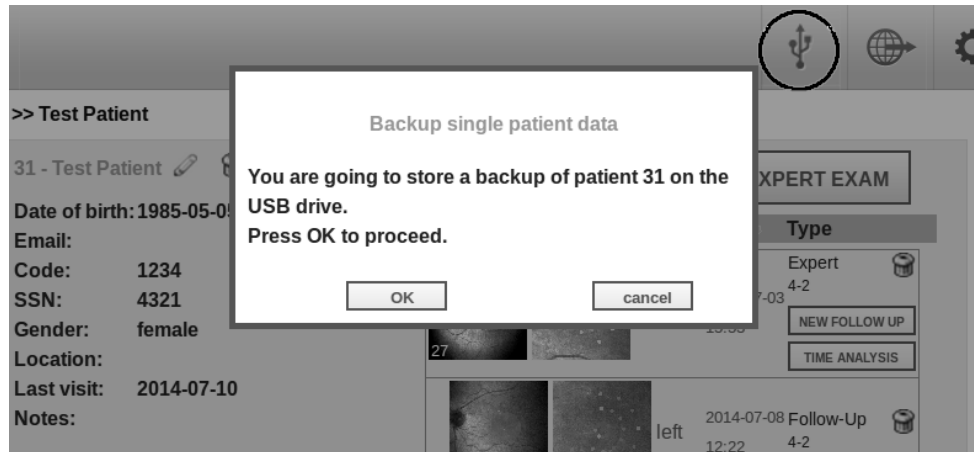 >> Test Patient
Backup single patient data
You are going to store a backup of patient 31 on the
USB drive.
Press OK to proceed.
OK
cancel
31 - Test Patient
Date of birth: 1985-05-0
Email:
Code: 1234
SSN: 4321
Gender: female
Location:
Last visit: 2014-07-10
Notes:
XPERT EXAM
Type
Expert
4-2
7-03
NEW FOLLOW UP
TIME ANALYSIS
27
left
2014-07-08
12:22
Follow-Up
4-2